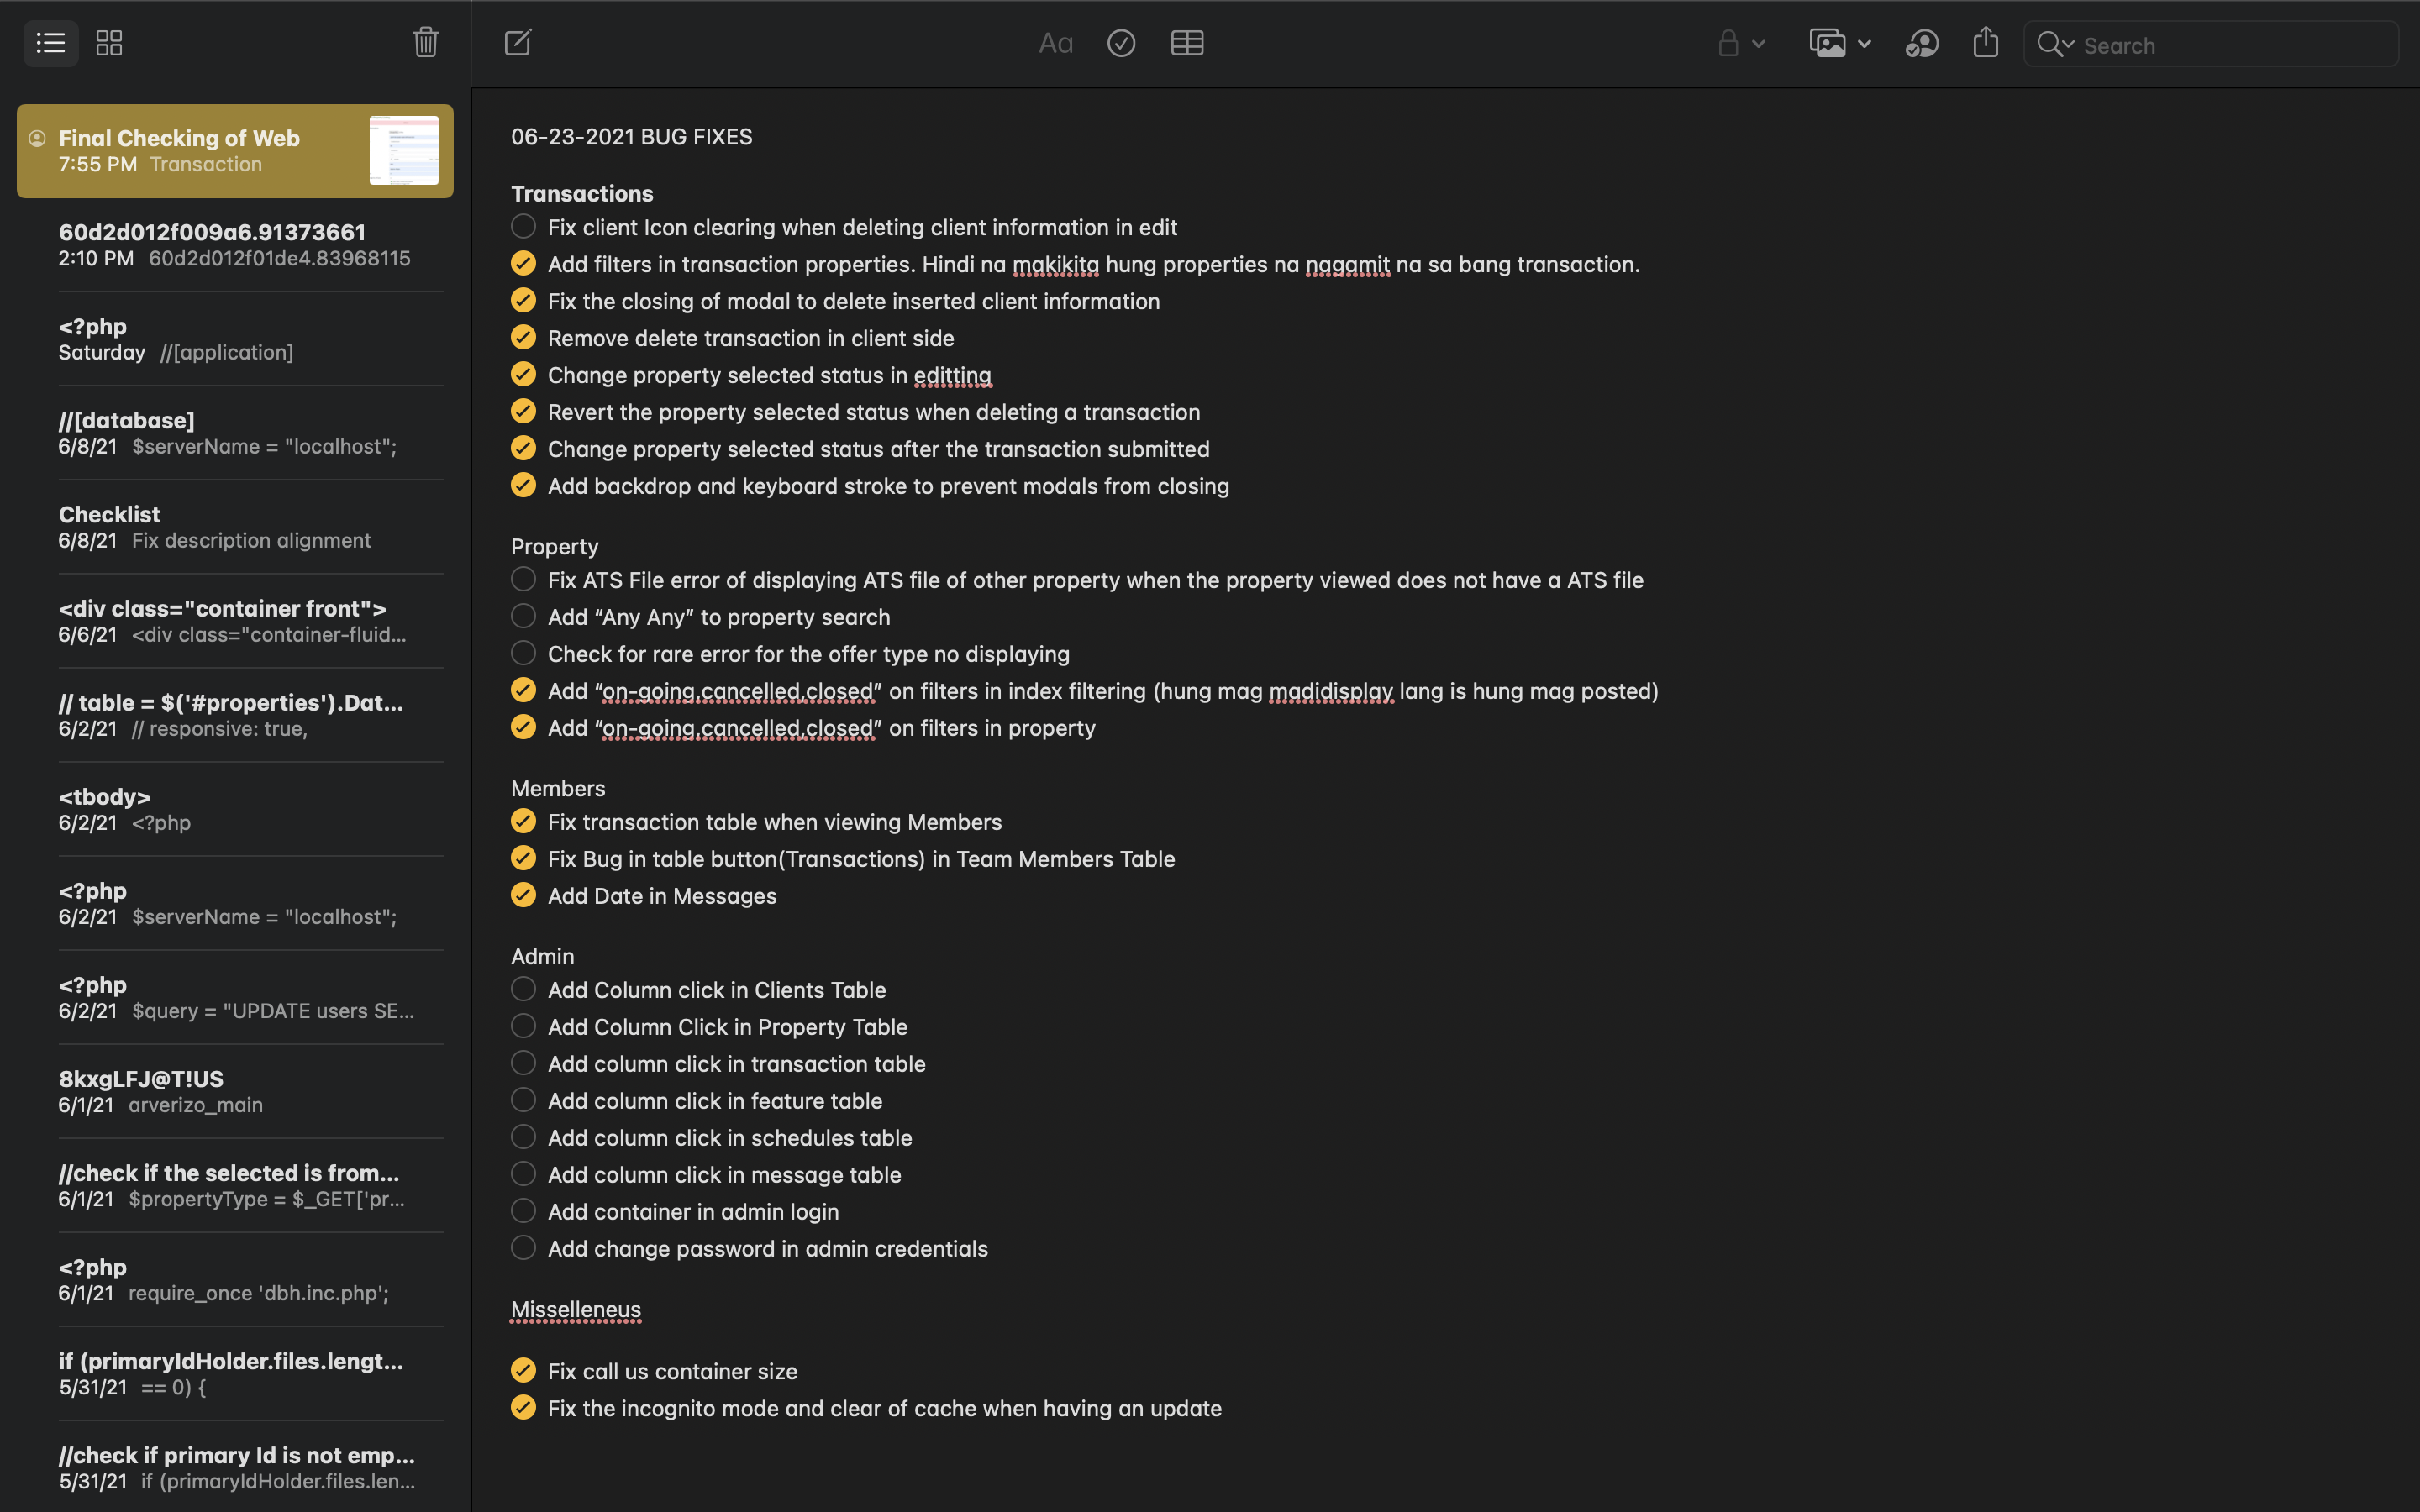 Aa
Search
Final Checking of Web
7:55 PM Transaction
60d2d012f009a6.91373661
2:10 PM 60d2d012f01de4.83968115
<?php
Saturday //[application]
//[database]
6/8/21 $serverName = "localhost";
Checklist
6/8/21 Fix description alignment
<div class="container front">
6/6/21 <div class="container-fluid...
// table = $('#properties').Dat...
6/2/21 // responsive: true,
<tbody>
6/2/21 <?php
<?php
6/2/21 $serverName = "localhost";
<?php
6/2/21 $query = "UPDATE users SE...
8kxgLFJ@T!US
6/1/21 arverizo_main
//check if the selected is from...
6/1/21 $propertyType = $_GET['pr...
<?php
6/1/21 require_once 'dbh.inc.php';
if (primaryIdHolder.files.lengt...
5/31/21 == 0) {
//check if primary Id is not emp...
5/31/21 if (primaryIdHolder.files.len...
06-23-2021 BUG FIXES
Transactions
Fix client Icon clearing when deleting client information in edit
Add filters in transaction properties. Hindi na makikita hung properties na nagamit na sa bang transaction.
Fix the closing of modal to delete inserted client information
Remove delete transaction in client side
Change property selected status in editting
Revert the property selected status when deleting a transaction
Change property selected status after the transaction submitted
Add backdrop and keyboard stroke to prevent modals from closing
Property
Fix ATS File error of displaying ATS file of other property when the property viewed does not have a ATS file
Add “Any Any” to property search
Check for rare error for the offer type no displaying
Add “on-going,cancelled,closed” on filters in index filtering (hung mag madidisplay lang is hung mag posted)
Add “on-going,cancelled,closed” on filters in property
Members
Fix transaction table when viewing Members
Fix Bug in table button(Transactions) in Team Members Table
Add Date in Messages
Admin
Add Column click in Clients Table
Add Column Click in Property Table
Add column click in transaction table
Add column click in feature table
Add column click in schedules table
Add column click in message table
Add container in admin login
Add change password in admin credentials
Misselleneus
Fix call us container size
Fix the incognito mode and clear of cache when having an update